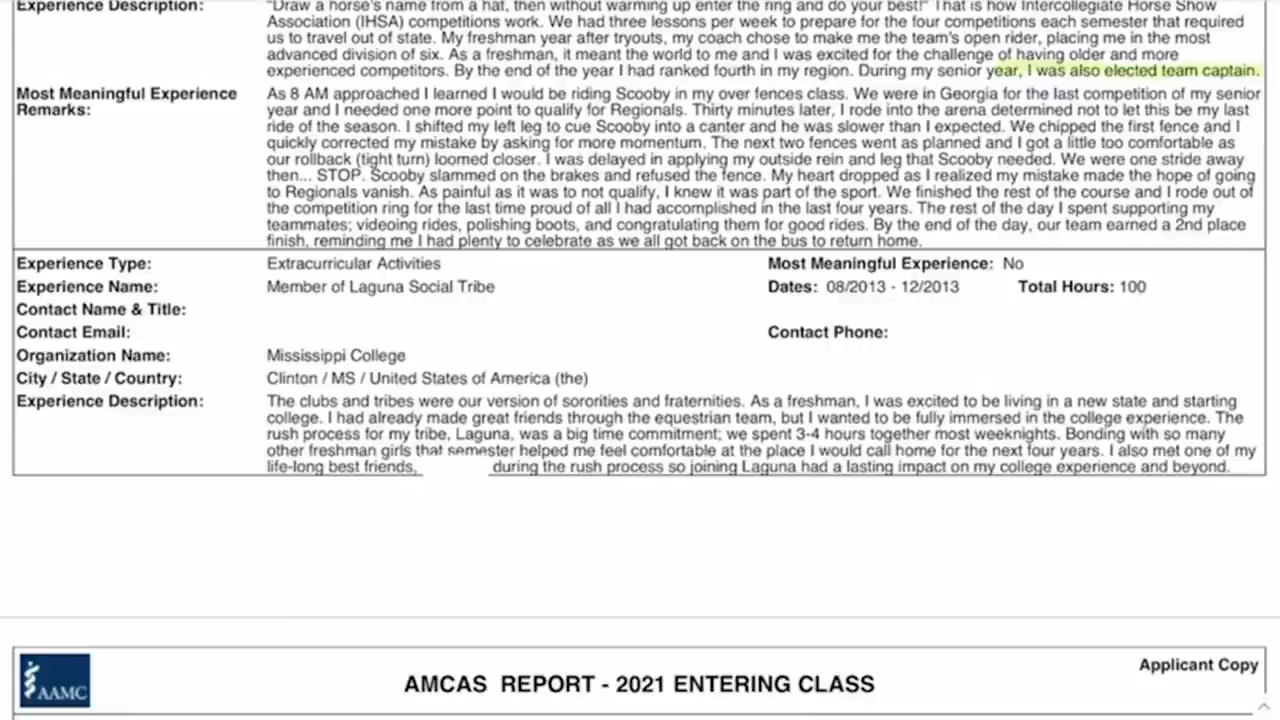 Experience Description: "Draw a horse's name from a hat, then without warming up enter the ring and do your best!" That is how Intercollegiate Horse Show
Association (IHSA) competitions work. We had three lessons per week to prepare for the four competitions each semester that required
us to travel out of state. My freshman year after tryouts, my coach chose to make me the team's open rider, placing me in the most
advanced division of six. As a freshman, it meant the world to me and I was excited for the challenge of having older and more
experienced competitors. By the end of the year I had ranked fourth in my region. During my senior year, I was also elected team captain.
Most Meaningful Experience As 8 AM approached I learned I would be riding Scooby in my over fences class. We were in Georgia for the last competition of my senior
Remarks: year and I needed one more point to qualify for Regionals. Thirty minutes later, I rode into the arena determined not to let this be my last
ride of the season. I shifted my left leg to cue Scooby into a canter and he was slower than I expected. We chipped the first fence and I
quickly corrected my mistake by asking for more momentum. The next two fences went as planned and I got a little too comfortable as
our rollback (tight turn) loomed closer. I was delayed in applying my outside rein and leg that Scooby needed. We were one stride away
then... STOP. Scooby slammed on the brakes and refused the fence. My heart dropped as I realized my mistake made the hope of going
to Regionals vanish. As painful as it was to not qualify, I knew it was part of the sport. We finished the rest of the course and I rode out of
the competition ring for the last time proud of all I had accomplished in the last four years. The rest of the day I spent supporting my
teammates; videoing rides, polishing boots, and congratulating them for good rides. By the end of the day, our team earned a 2nd place
finish, reminding me I had plenty to celebrate as we all got back on the bus to return home.
Experience Type: Extracurricular Activities Most Meaningful Experience: No
Experience Name: Member of Laguna Social Tribe Dates: 08/2013 - 12/2013 Total Hours: 100
Contact Name & Title:
Contact Email: Contact Phone:
Organization Name: Mississippi College
City / State / Country: Clinton / MS / United States of America (the)
Experience Description: The clubs and tribes were our version of sororities and fraternities. As a freshman, I was excited to be living in a new state and starting
college. I had already made great friends through the equestrian team, but I wanted to be fully immersed in the college experience. The
rush process for my tribe, Laguna, was a big time commitment; we spent 3-4 hours together most weeknights. Bonding with so many
other freshman girls that semester helped me feel comfortable at the place I would call home for the next four years. I also met one of my
life-long best friends, during the rush process so joining Laguna had a lasting impact on my college experience and beyond.
Applicant Copy
AAMC
AMCAS REPORT - 2021 ENTERING CLASS